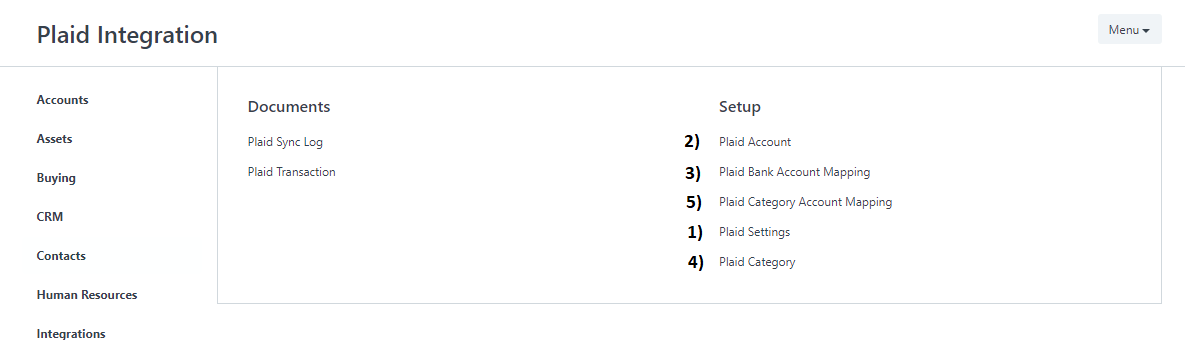 Plaid Integration
Menu
Accounts
Assets
Buying
CRM
Contacts
Human Resources
Integrations
Documents
Plaid Sync Log
Plaid Transaction
Setup
2) Plaid Account
3) Plaid Bank Account Mapping
5) Plaid Category Account Mapping
1) Plaid Settings
4) Plaid Category